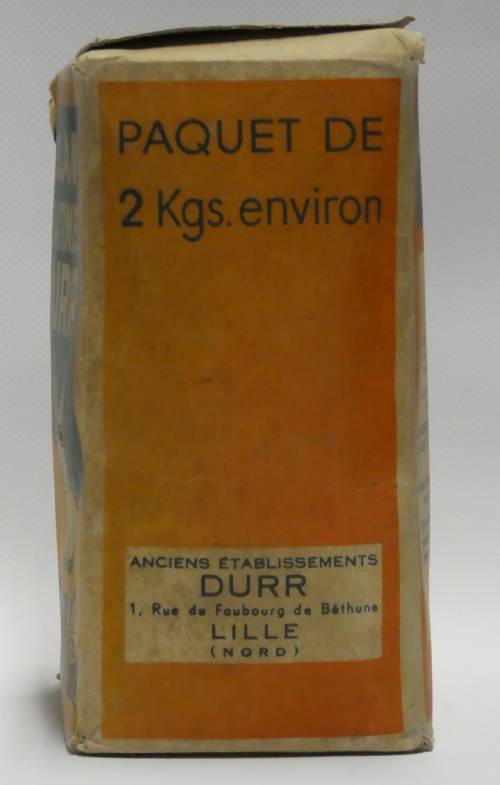 PAQUET DE
2 Kgs. environ
ANCIENS ÉTABLISSEMENTS
DURR
1, Rue de Faubourg de Béthune
LILLE
(NORD)